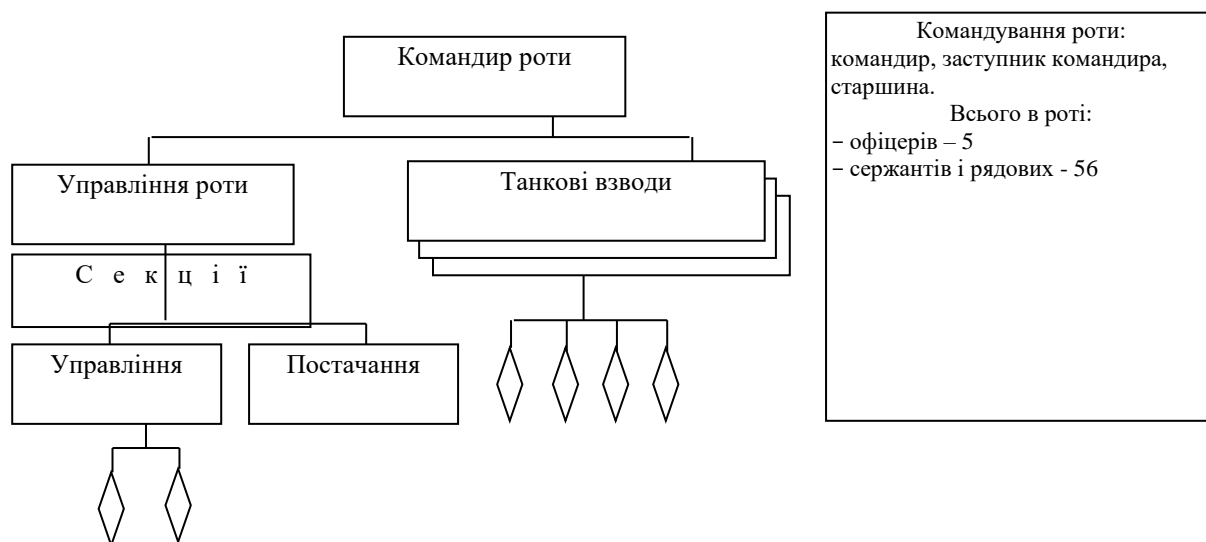 Командир роти
Управління роти
Танкові взводи
С е к ц і ї
Управління
Постачання
Командування роти:
командир, заступник командира,
старшина.
Всього в роті:
− офіцерів – 5
− сержантів і рядових - 56